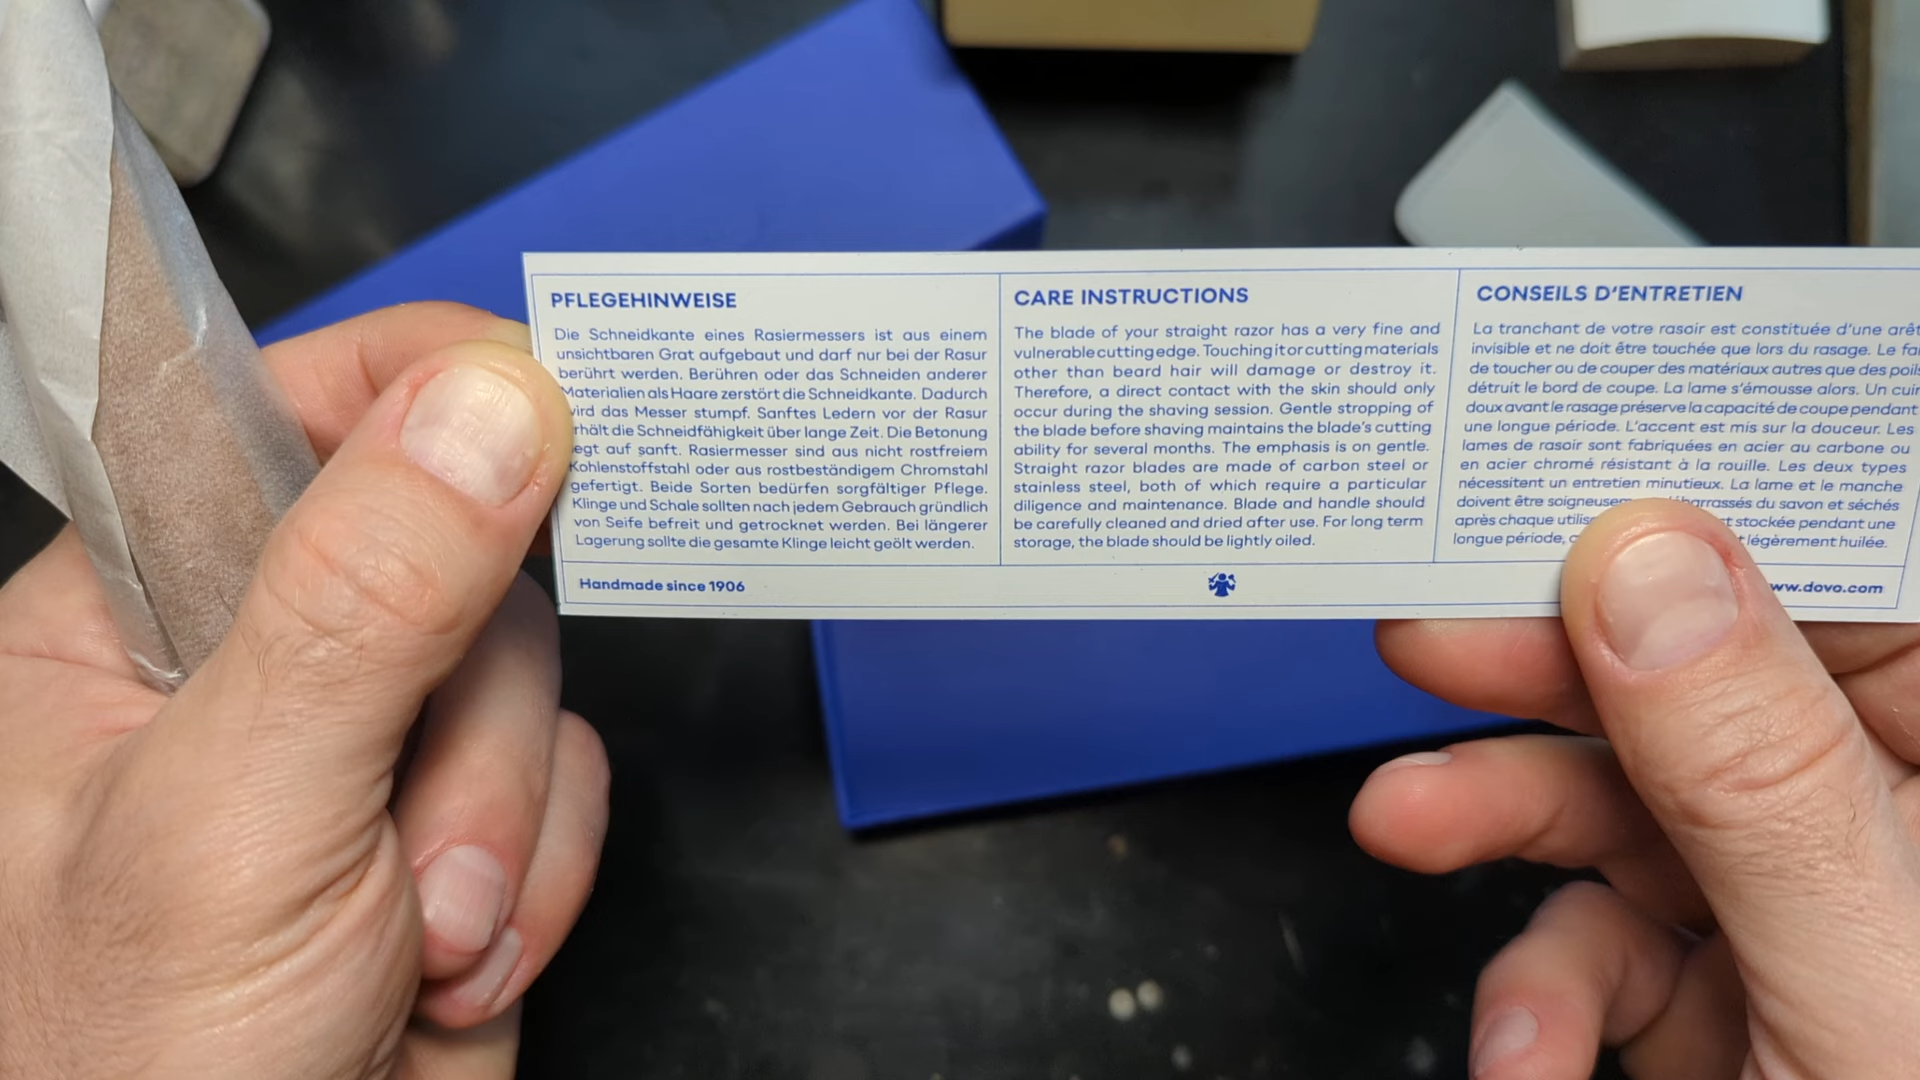 PFLEGEHINWEISE
Die Schneidkante eines Rasiermessers ist aus einem
unsichtbaren Grat aufgebaut und darf nur bei der Rasur
berührt werden. Berühren oder das Schneiden anderer
Materialien als Haare zerstört die Schneidkante. Dadurch
das Messer stumpf. Sanftes Ledern vor der Rasur
die Schneidfähigkeit über lange Zeit. Die Betonung
auf sanft. Rasiermesser sind aus nicht rostfreiem
Kohlenstoffstahl oder aus rostbeständigem Chromstahl
gefertigt. Beide Sorten bedürfen sorgfältiger Pflege.
Klinge und Schale sollten nach jedem Gebrauch gründlich
von Seife befreit und getrocknet werden. Bei längerer
Lagerung sollte die gesamte Klinge leicht geölt werden.
CARE INSTRUCTIONS
The blade of your straight razor has a very fine and
vulnerable cutting edge. Touching it or cutting materials
other than beard hair will damage or destroy it.
Therefore, a direct contact with the skin should only
occur during the shaving session. Gentle stropping of
the blade before shaving maintains the blade's cutting
ability for several months. The emphasis is on gentle.
Straight razor blades are made of carbon steel or
stainless steel, both of which require a particular
diligence and maintenance. Blade and handle should
be carefully cleaned and dried after use. For long term
storage, the blade should be lightly oiled.
CONSEILS D'ENTRETIEN
La tranchant de votre rasoir est constituée d'une
invisible et ne doit être touchée que lors du rasage. Le
de toucher ou de couper des matériaux autres que des poils
détruit le bord de coupe. La lame s'émousse alors. Un cuir
doux avant le rasage préserve la capacité de coupe pendant
une longue période. L'accent est mis sur la douceur. Les
lames de rasoir sont fabriquées en acier au carbone ou
en acier chromé résistant à la rouille. Les deux types
nécessitent un entretien minutieux. La lame et le manche
doivent être du savon et séchés
après chaque stockée pendant une
longue période, légèrement huilée.
Handmade since 1906
www.dovo.com